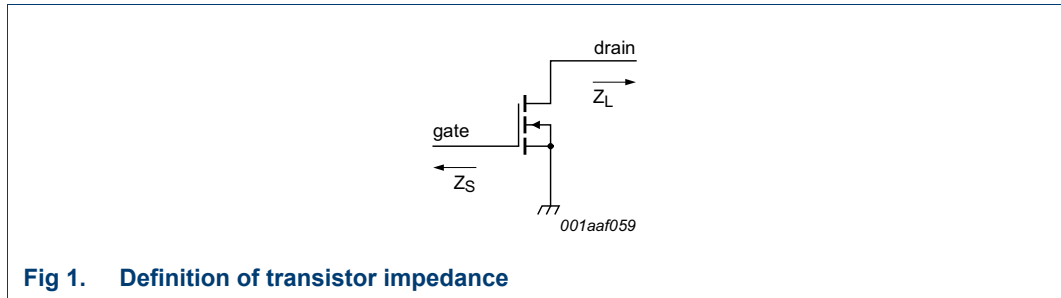 drain
Z_L
gate
Z_S
001aaf059
Fig 1. Definition of transistor impedance